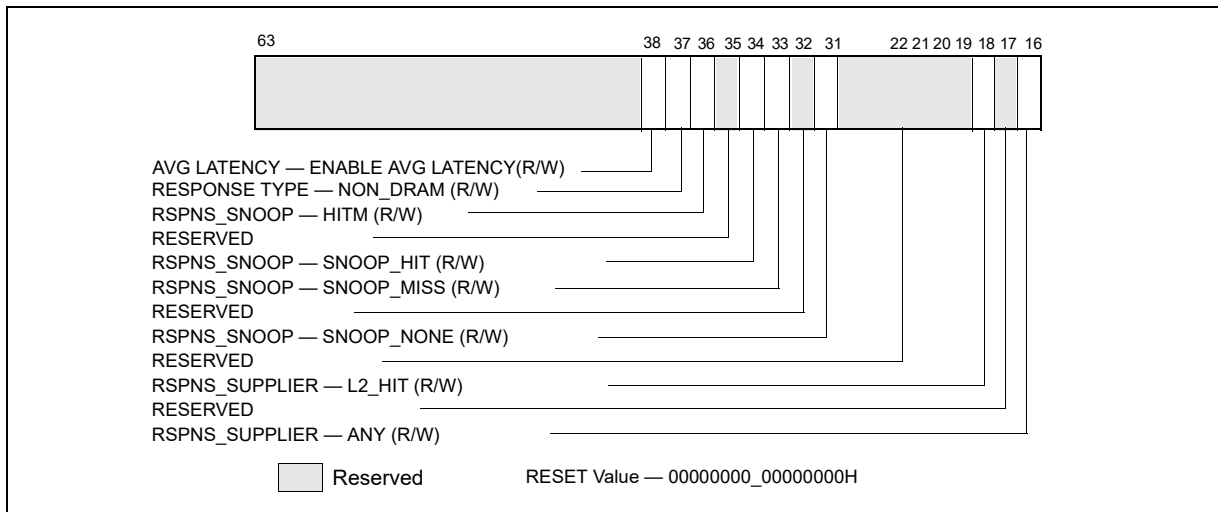 63 38 37 36 35 34 33 32 31 22 21 20 19 18 17 16
AVG LATENCY — ENABLE AVG LATENCY(R/W)
RESPONSE TYPE — NON_DRAM (R/W)
RSPNS_SNOOP — HITM (R/W)
RESERVED
RSPNS_SNOOP — SNOOP_HIT (R/W)
RSPNS_SNOOP — SNOOP_MISS (R/W)
RESERVED
RSPNS_SNOOP — SNOOP_NONE (R/W)
RESERVED
RSPNS_SUPPLIER — L2_HIT (R/W)
RESERVED
RSPNS_SUPPLIER — ANY (R/W)
Reserved RESET Value — 00000000_00000000H